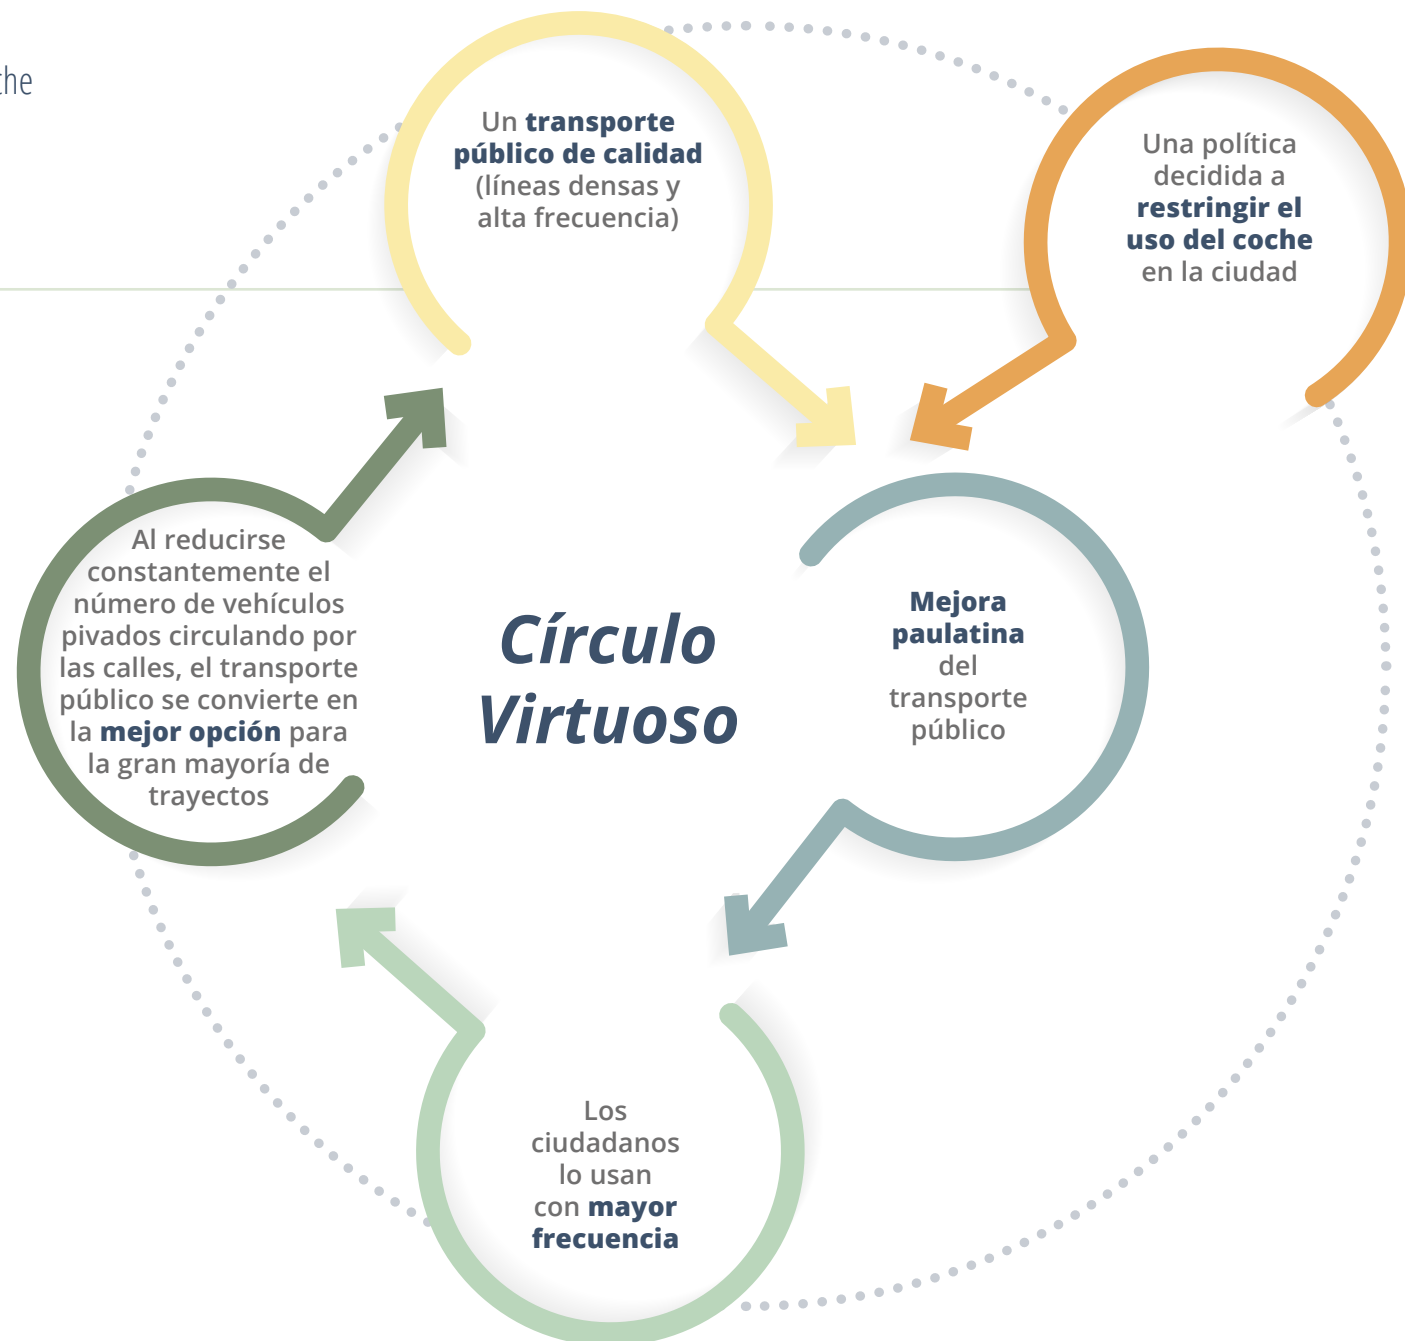 Un transporte
público de calidad
(líneas densas y
alta frecuencia)
Una política
decidida a
restringir el
uso del coche
en la ciudad
Mejora
paulatina
del
transporte
público
Los
ciudadanos
lo usan
con mayor
frecuencia
Al reducirse
constantemente el
número de vehículos
pivados circulando por
las calles, el transporte
público se convierte en
la mejor opción para
la gran mayoría de
trayectos
Círculo
Virtuoso